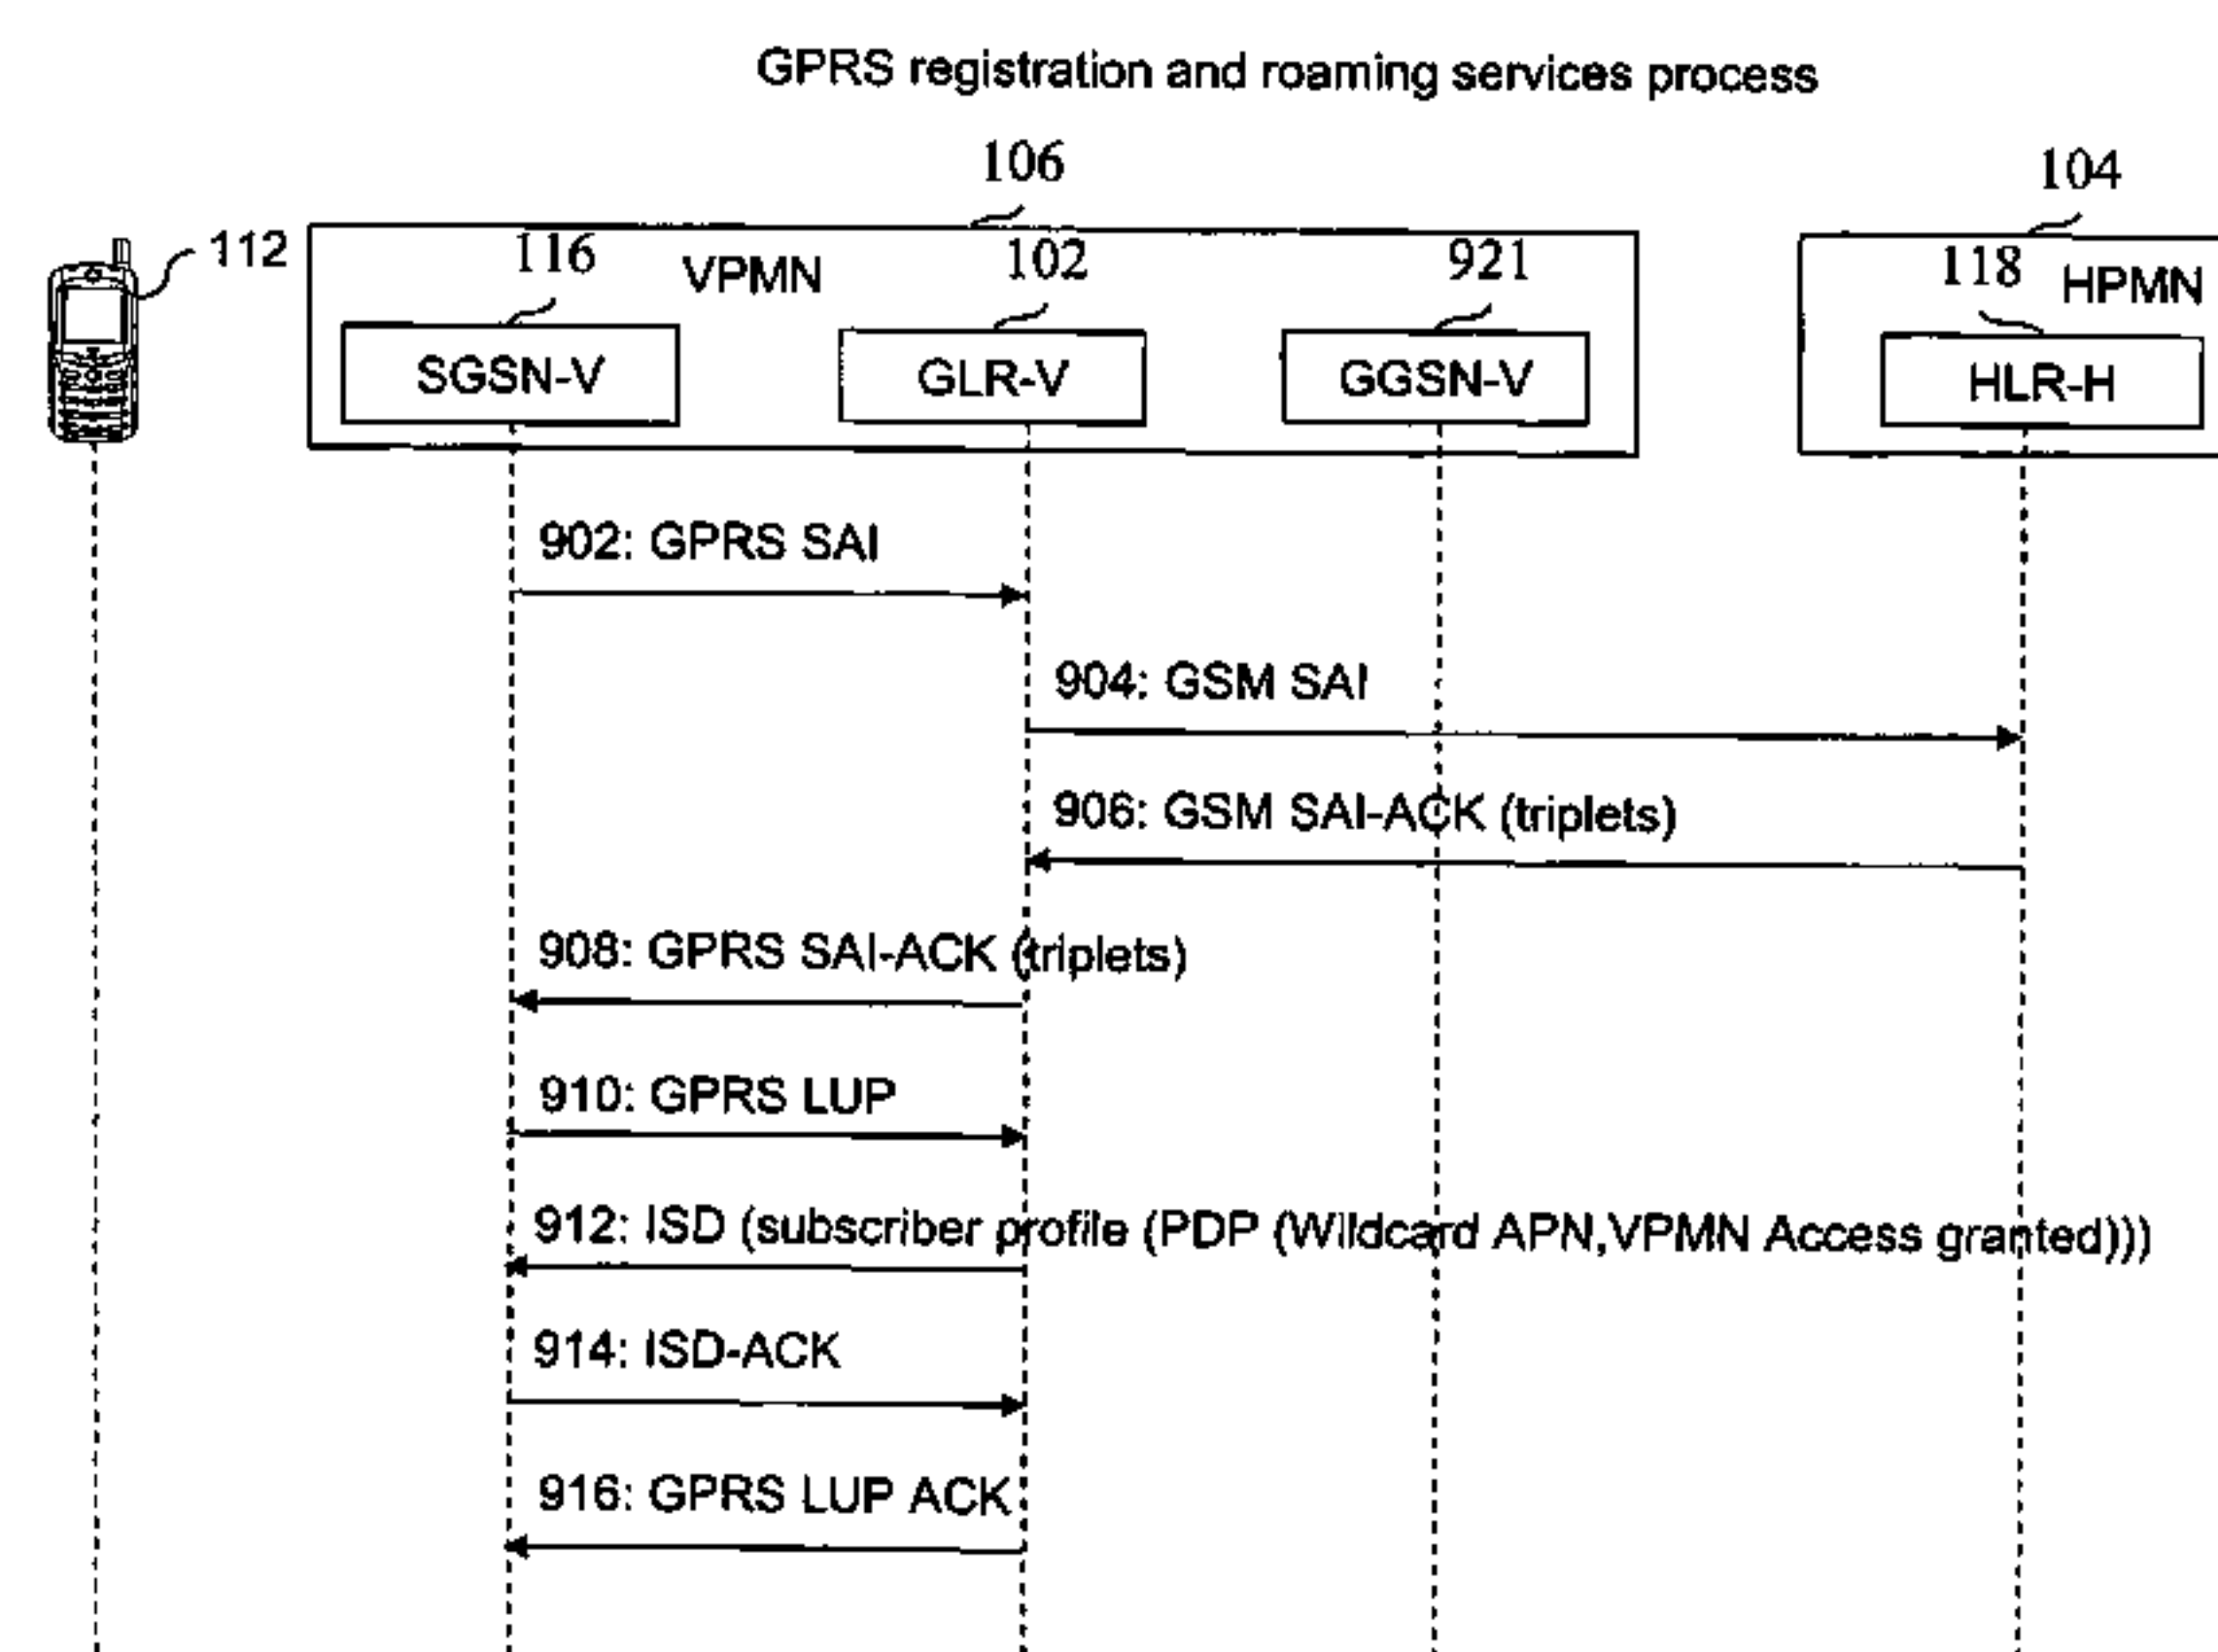 GPRS registration and roaming services process
106
104
112
116
VPMN
102
921
118
HPMN
SGSN-V
GLR-V
GGSN-V
HLR-H
902: GPRS SAI
904: GSM SAI
906: GSM SAI-ACK (triplets)
908: GPRS SAI-ACK (triplets)
910: GPRS LUP
912: ISD (subscriber profile (PDP (Wildcard APN,VPMN Access granted)))
914: ISD-ACK
916: GPRS LUP ACK